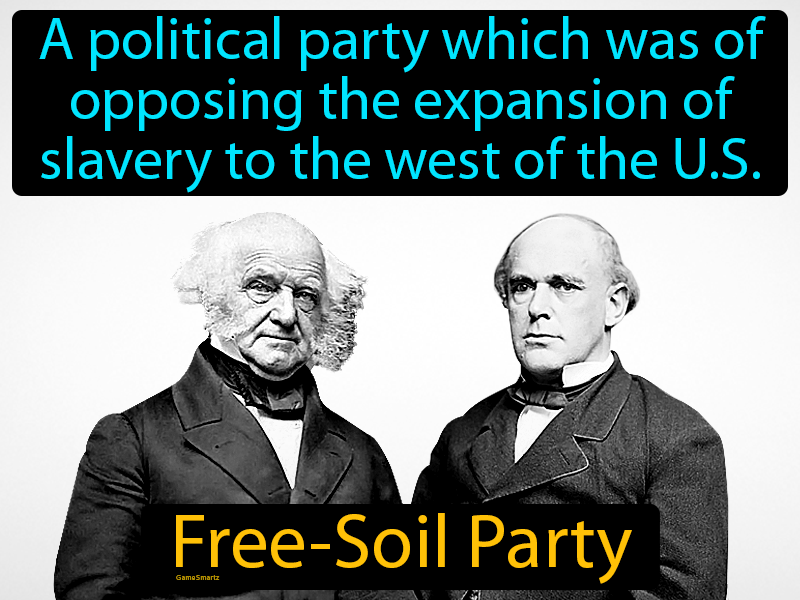 A political party which was of
opposing the expansion of
slavery to the west of the U.S.
Free-Soil Party
GameSmartz